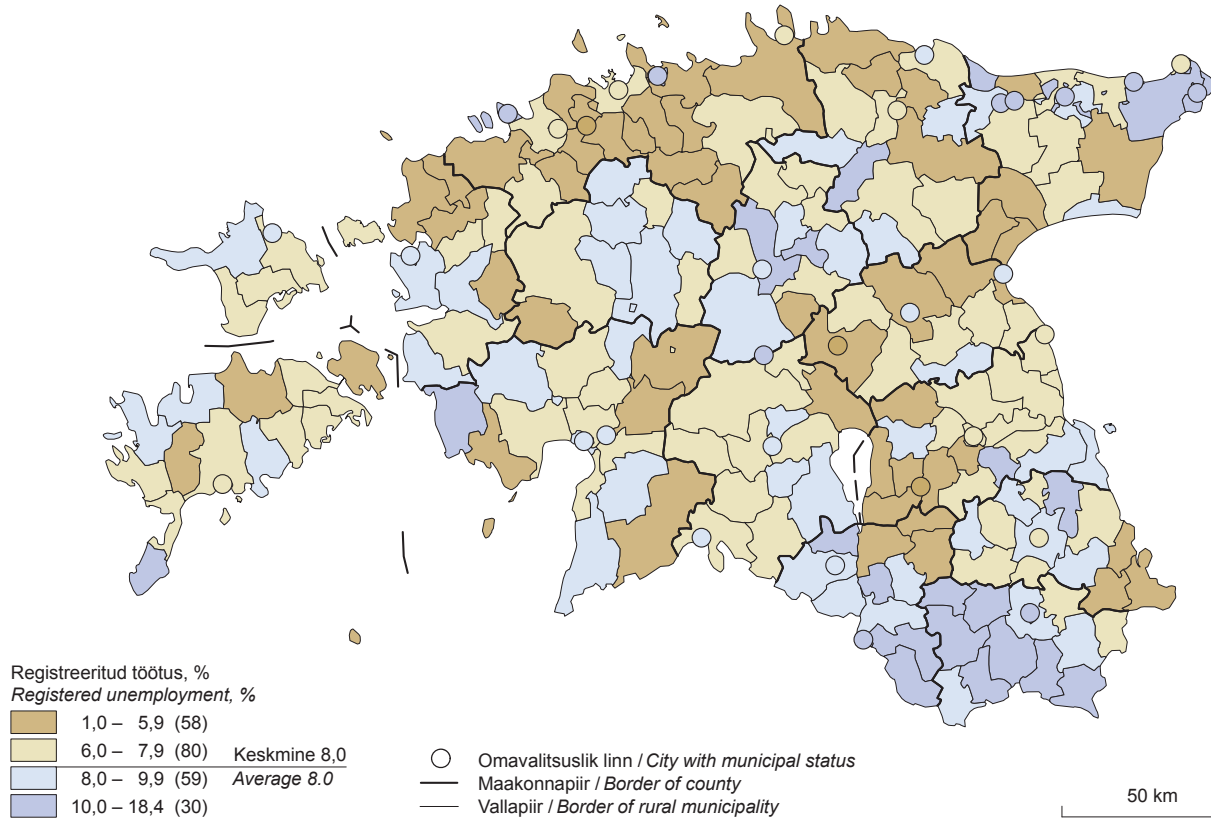 Registreeritud töötus, %
Registered unemployment, %
1,0 – 5,9 (58)
6,0 – 7,9 (80) Keskmine 8,0
8,0 – 9,9 (59) Average 8.0
10,0 – 18,4 (30)
Omavalitsuslik linn / City with municipal status
Maakonnapiir / Border of county
Vallapiir / Border of rural municipality
50 km